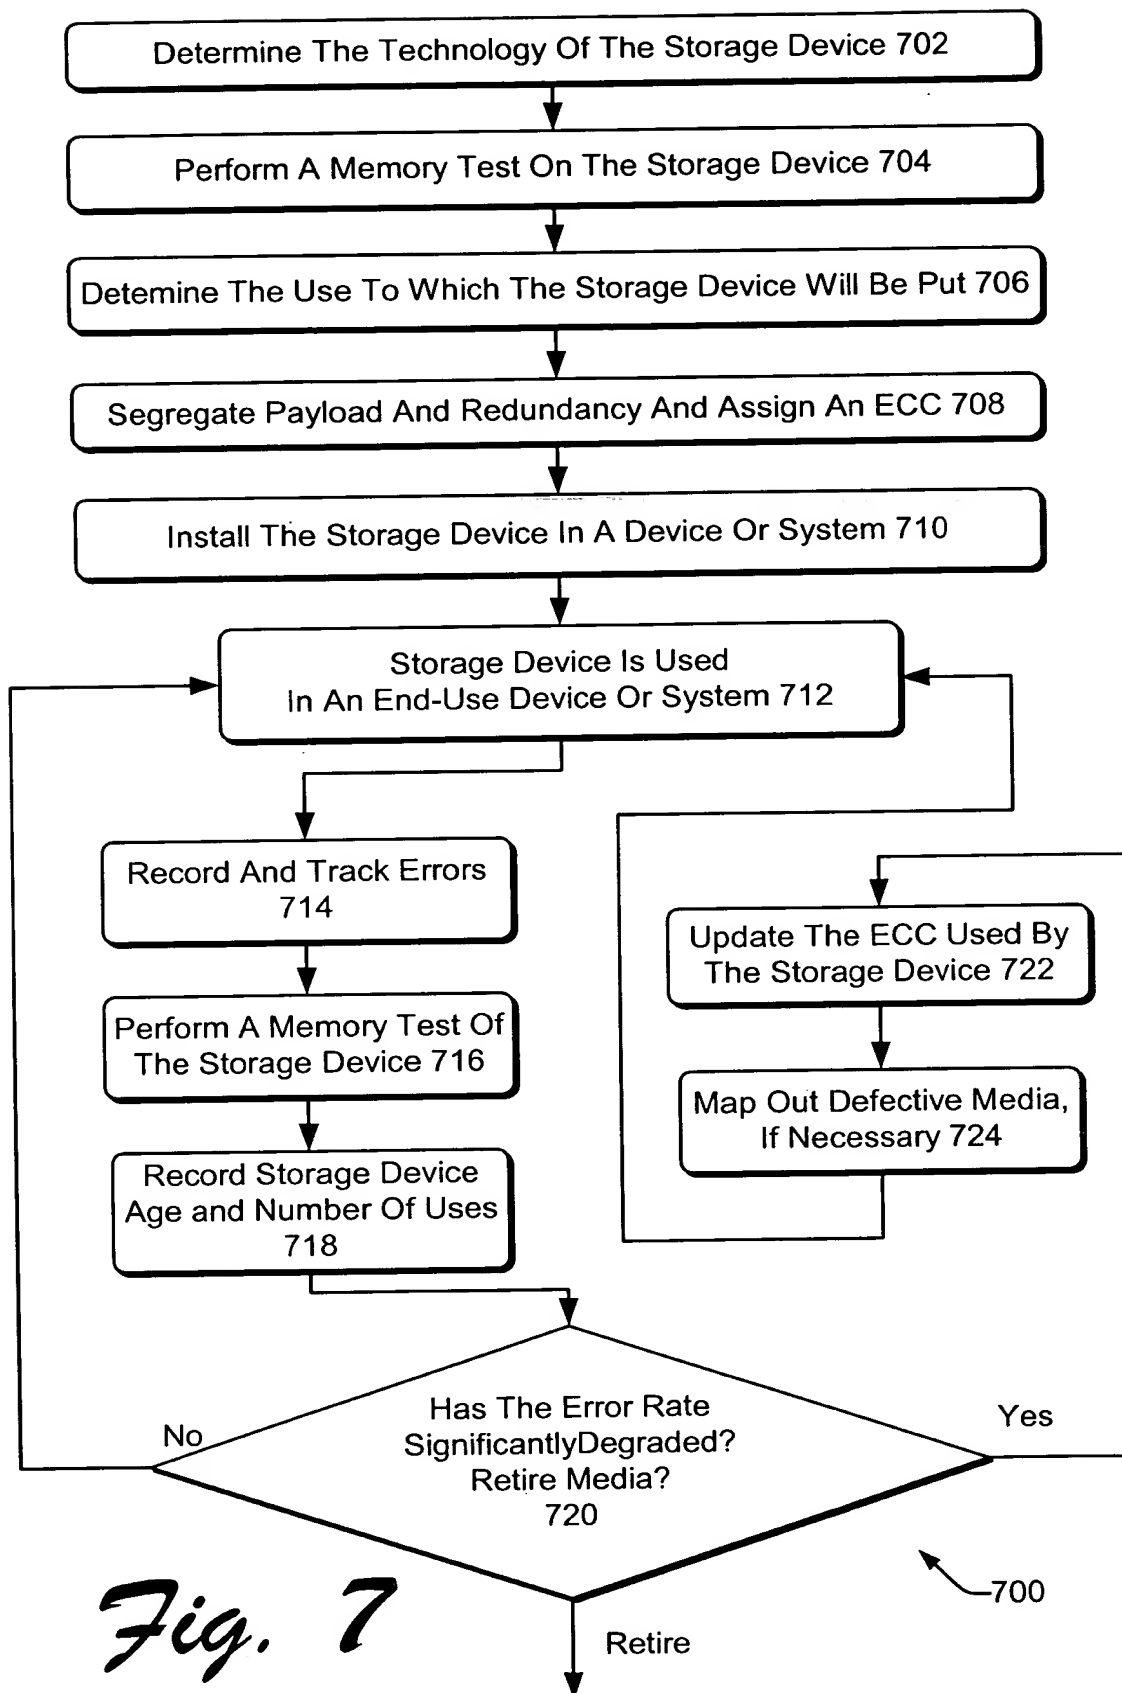 Determine The Technology Of The Storage Device 702
Perform A Memory Test On The Storage Device 704
Detemine The Use To Which The Storage Device Will Be Put 706
Segregate Payload And Redundancy And Assign An ECC 708
Install The Storage Device In A Device Or System 710
Storage Device Is Used
In An End-Use Device Or System 712
Record And Track Errors
714
Update The ECC Used By
The Storage Device 722
Perform A Memory Test Of
The Storage Device 716
Map Out Defective Media,
If Necessary 724
Record Storage Device
Age and Number Of Uses
718
Has The Error Rate
SignificantlyDegraded?
Retire Media?
720
No
Yes
700
Retire
Fig. 7